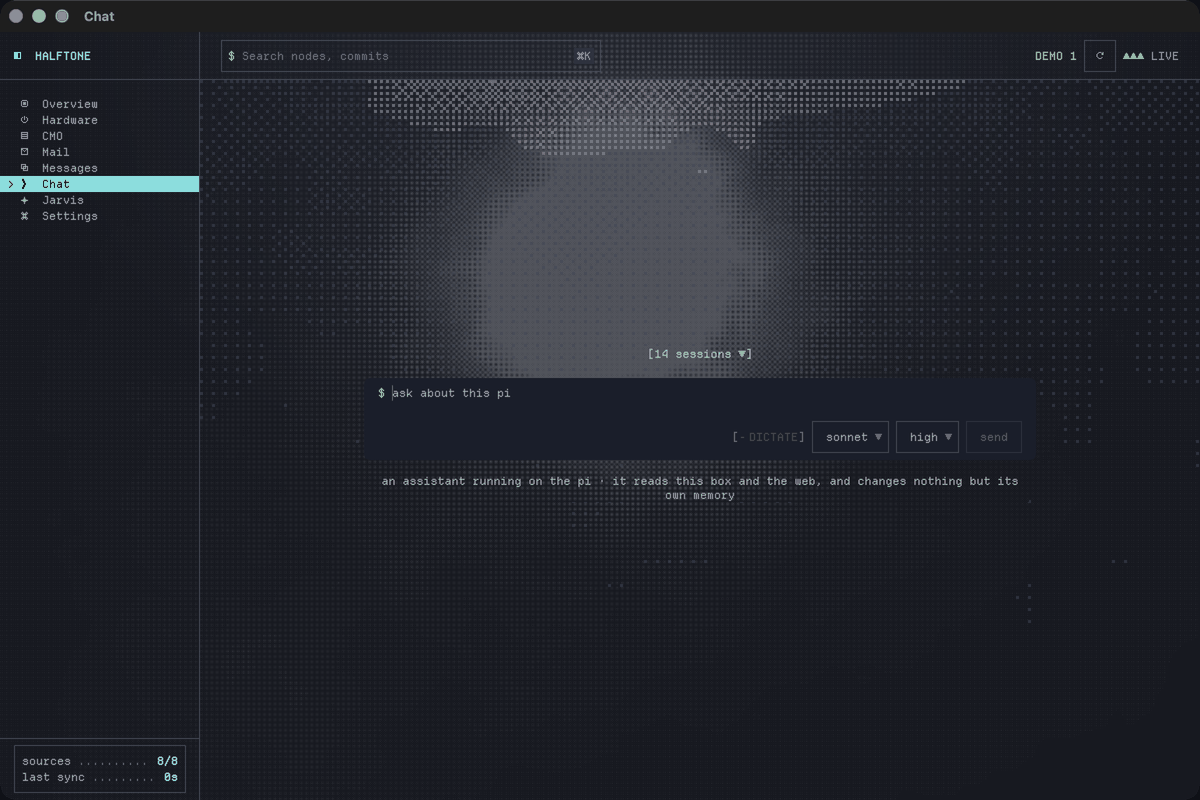 Chat
HALFTONE
$ Search nodes, commits ⌘K
DEMO 1
LIVE
Overview
Hardware
CMO
Mail
Messages
> Chat
Jarvis
Settings
[14 sessions ▼]
$ ask about this pi
[- DICTATE] sonnet ▼ high ▼ send
an assistant running on the pi · it reads this box and the web, and changes nothing but its
own memory
sources .......... 8/8
last sync ......... 0s